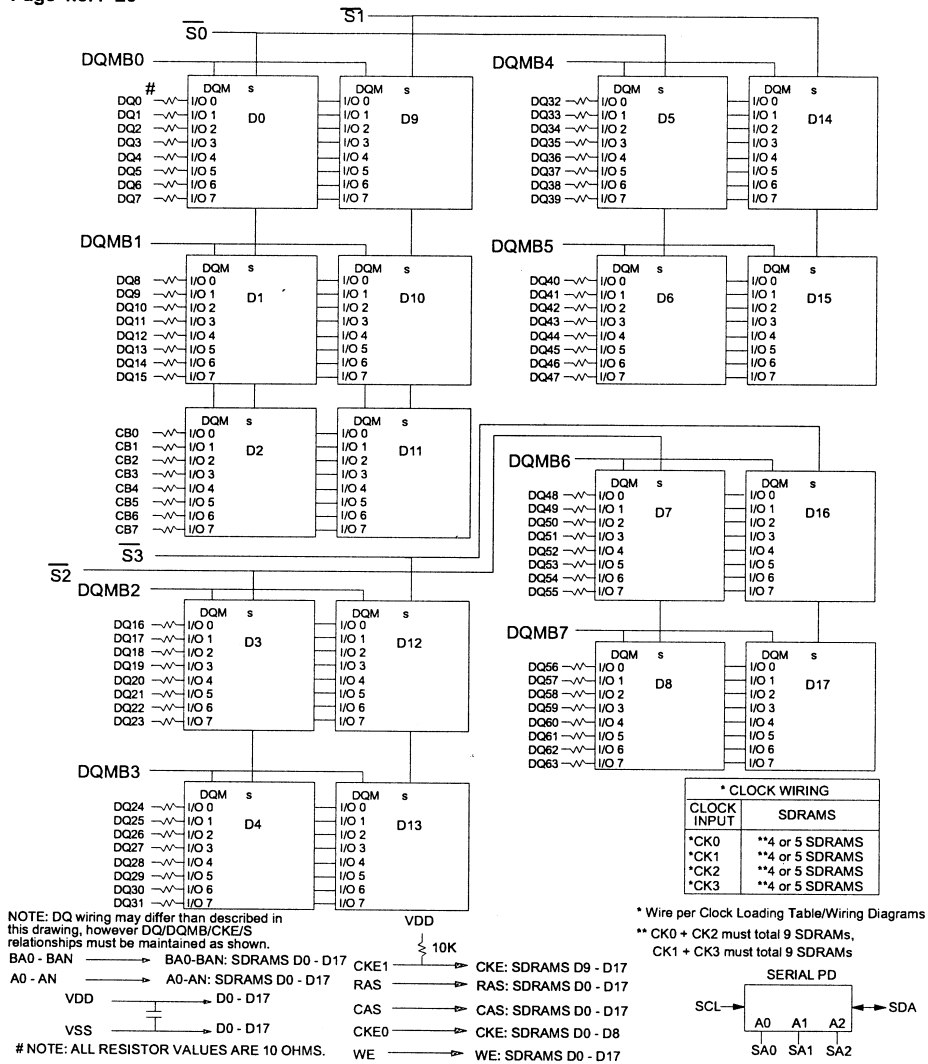 S1
S0
DQMB0
#
DQM s
DQ0 I/O 0
DQ1 I/O 1
DQ2 I/O 2
DQ3 I/O 3
DQ4 I/O 4
DQ5 I/O 5
DQ6 I/O 6
DQ7 I/O 7
D0
DQM s
I/O 0
I/O 1
I/O 2
I/O 3
I/O 4
I/O 5
I/O 6
I/O 7
D9
DQMB4
DQM s
DQ32 I/O 0
DQ33 I/O 1
DQ34 I/O 2
DQ35 I/O 3
DQ36 I/O 4
DQ37 I/O 5
DQ38 I/O 6
DQ39 I/O 7
D5
DQM s
I/O 0
I/O 1
I/O 2
I/O 3
I/O 4
I/O 5
I/O 6
I/O 7
D14
DQMB1
DQM s
DQ8 I/O 0
DQ9 I/O 1
DQ10 I/O 2
DQ11 I/O 3
DQ12 I/O 4
DQ13 I/O 5
DQ14 I/O 6
DQ15 I/O 7
D1
DQM s
I/O 0
I/O 1
I/O 2
I/O 3
I/O 4
I/O 5
I/O 6
I/O 7
D10
DQMB5
DQM s
DQ40 I/O 0
DQ41 I/O 1
DQ42 I/O 2
DQ43 I/O 3
DQ44 I/O 4
DQ45 I/O 5
DQ46 I/O 6
DQ47 I/O 7
D6
DQM s
I/O 0
I/O 1
I/O 2
I/O 3
I/O 4
I/O 5
I/O 6
I/O 7
D15
DQM s
CB0 I/O 0
CB1 I/O 1
CB2 I/O 2
CB3 I/O 3
CB4 I/O 4
CB5 I/O 5
CB6 I/O 6
CB7 I/O 7
D2
DQM s
I/O 0
I/O 1
I/O 2
I/O 3
I/O 4
I/O 5
I/O 6
I/O 7
D11
DQMB6
DQM s
DQ48 I/O 0
DQ49 I/O 1
DQ50 I/O 2
DQ51 I/O 3
DQ52 I/O 4
DQ53 I/O 5
DQ54 I/O 6
DQ55 I/O 7
D7
DQM s
I/O 0
I/O 1
I/O 2
I/O 3
I/O 4
I/O 5
I/O 6
I/O 7
D16
S3
S2
DQMB2
DQM s
DQ16 I/O 0
DQ17 I/O 1
DQ18 I/O 2
DQ19 I/O 3
DQ20 I/O 4
DQ21 I/O 5
DQ22 I/O 6
DQ23 I/O 7
D3
DQM s
I/O 0
I/O 1
I/O 2
I/O 3
I/O 4
I/O 5
I/O 6
I/O 7
D12
DQMB7
DQM s
DQ56 I/O 0
DQ57 I/O 1
DQ58 I/O 2
DQ59 I/O 3
DQ60 I/O 4
DQ61 I/O 5
DQ62 I/O 6
DQ63 I/O 7
D8
DQM s
I/O 0
I/O 1
I/O 2
I/O 3
I/O 4
I/O 5
I/O 6
I/O 7
D17
DQMB3
DQM s
DQ24 I/O 0
DQ25 I/O 1
DQ26 I/O 2
DQ27 I/O 3
DQ28 I/O 4
DQ29 I/O 5
DQ30 I/O 6
DQ31 I/O 7
D4
DQM s
I/O 0
I/O 1
I/O 2
I/O 3
I/O 4
I/O 5
I/O 6
I/O 7
D13
* CLOCK WIRING
CLOCK INPUT SDRAMS
*CK0 **4 or 5 SDRAMS
*CK1 **4 or 5 SDRAMS
*CK2 **4 or 5 SDRAMS
*CK3 **4 or 5 SDRAMS
* Wire per Clock Loading Table/Wiring Diagrams
** CK0 + CK2 must total 9 SDRAMs,
CK1 + CK3 must total 9 SDRAMs
NOTE: DQ wiring may differ than described in
this drawing, however DQ/DQMB/CKE/S
relationships must be maintained as shown.
BA0 - BAN BA0-BAN: SDRAMS D0 - D17
A0 - AN A0-AN: SDRAMS D0 - D17
VDD D0 - D17
VSS D0 - D17
# NOTE: ALL RESISTOR VALUES ARE 10 OHMS.
VDD
10K
CKE1 CKE: SDRAMS D9 - D17
RAS RAS: SDRAMS D0 - D17
CAS CAS: SDRAMS D0 - D17
CKE0 CKE: SDRAMS D0 - D8
WE WE: SDRAMS D0 - D17
SERIAL PD
SCL SDA
A0 A1 A2
SA0 SA1 SA2